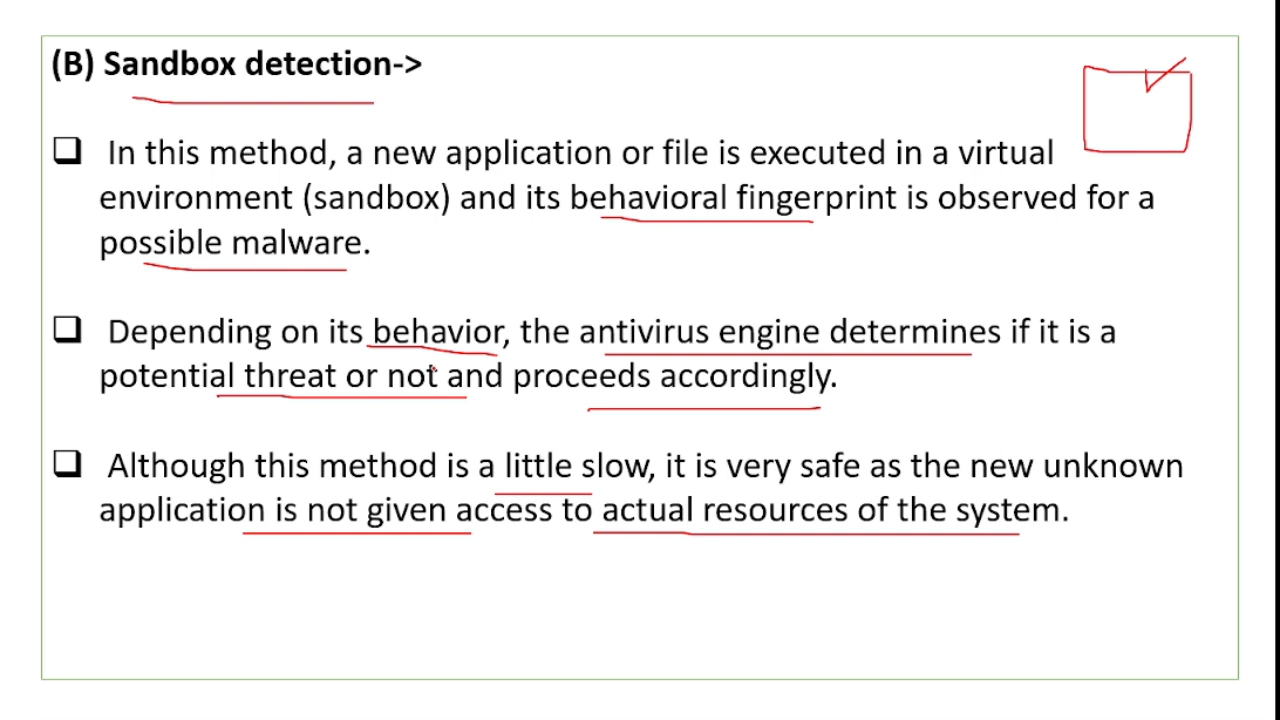 (B) Sandbox detection->
❑ In this method, a new application or file is executed in a virtual
environment (sandbox) and its behavioral fingerprint is observed for a
possible malware.
❑ Depending on its behavior, the antivirus engine determines if it is a
potential threat or not and proceeds accordingly.
❑ Although this method is a little slow, it is very safe as the new unknown
application is not given access to actual resources of the system.